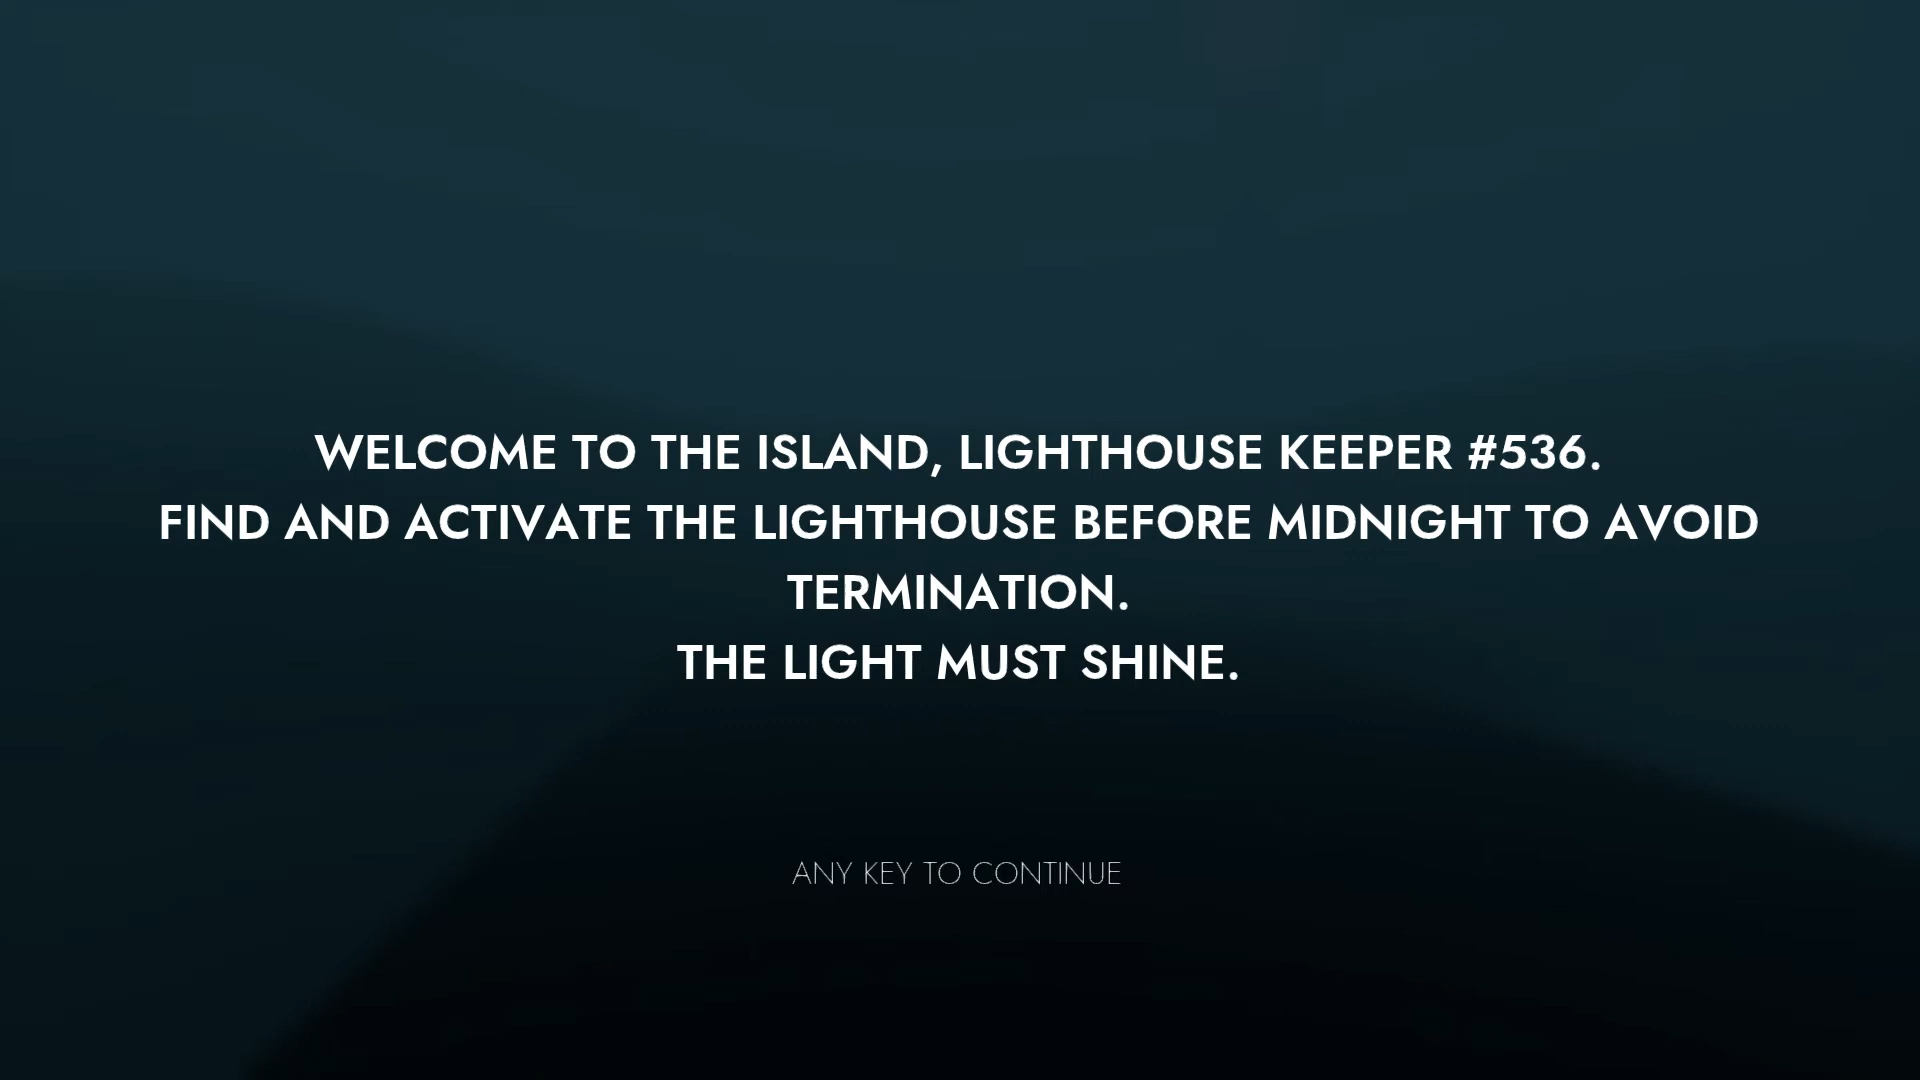 WELCOME TO THE ISLAND, LIGHTHOUSE KEEPER #536.
FIND AND ACTIVATE THE LIGHTHOUSE BEFORE MIDNIGHT TO AVOID
TERMINATION.
THE LIGHT MUST SHINE.
ANY KEY TO CONTINUE